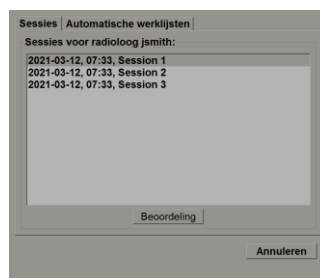 Sessies
Automatische werklijsten
Sessies voor radioloog jsmith:
2021-03-12, 07:33, Session 1
2021-03-12, 07:33, Session 2
2021-03-12, 07:33, Session 3
Beoordeling
Annuleren